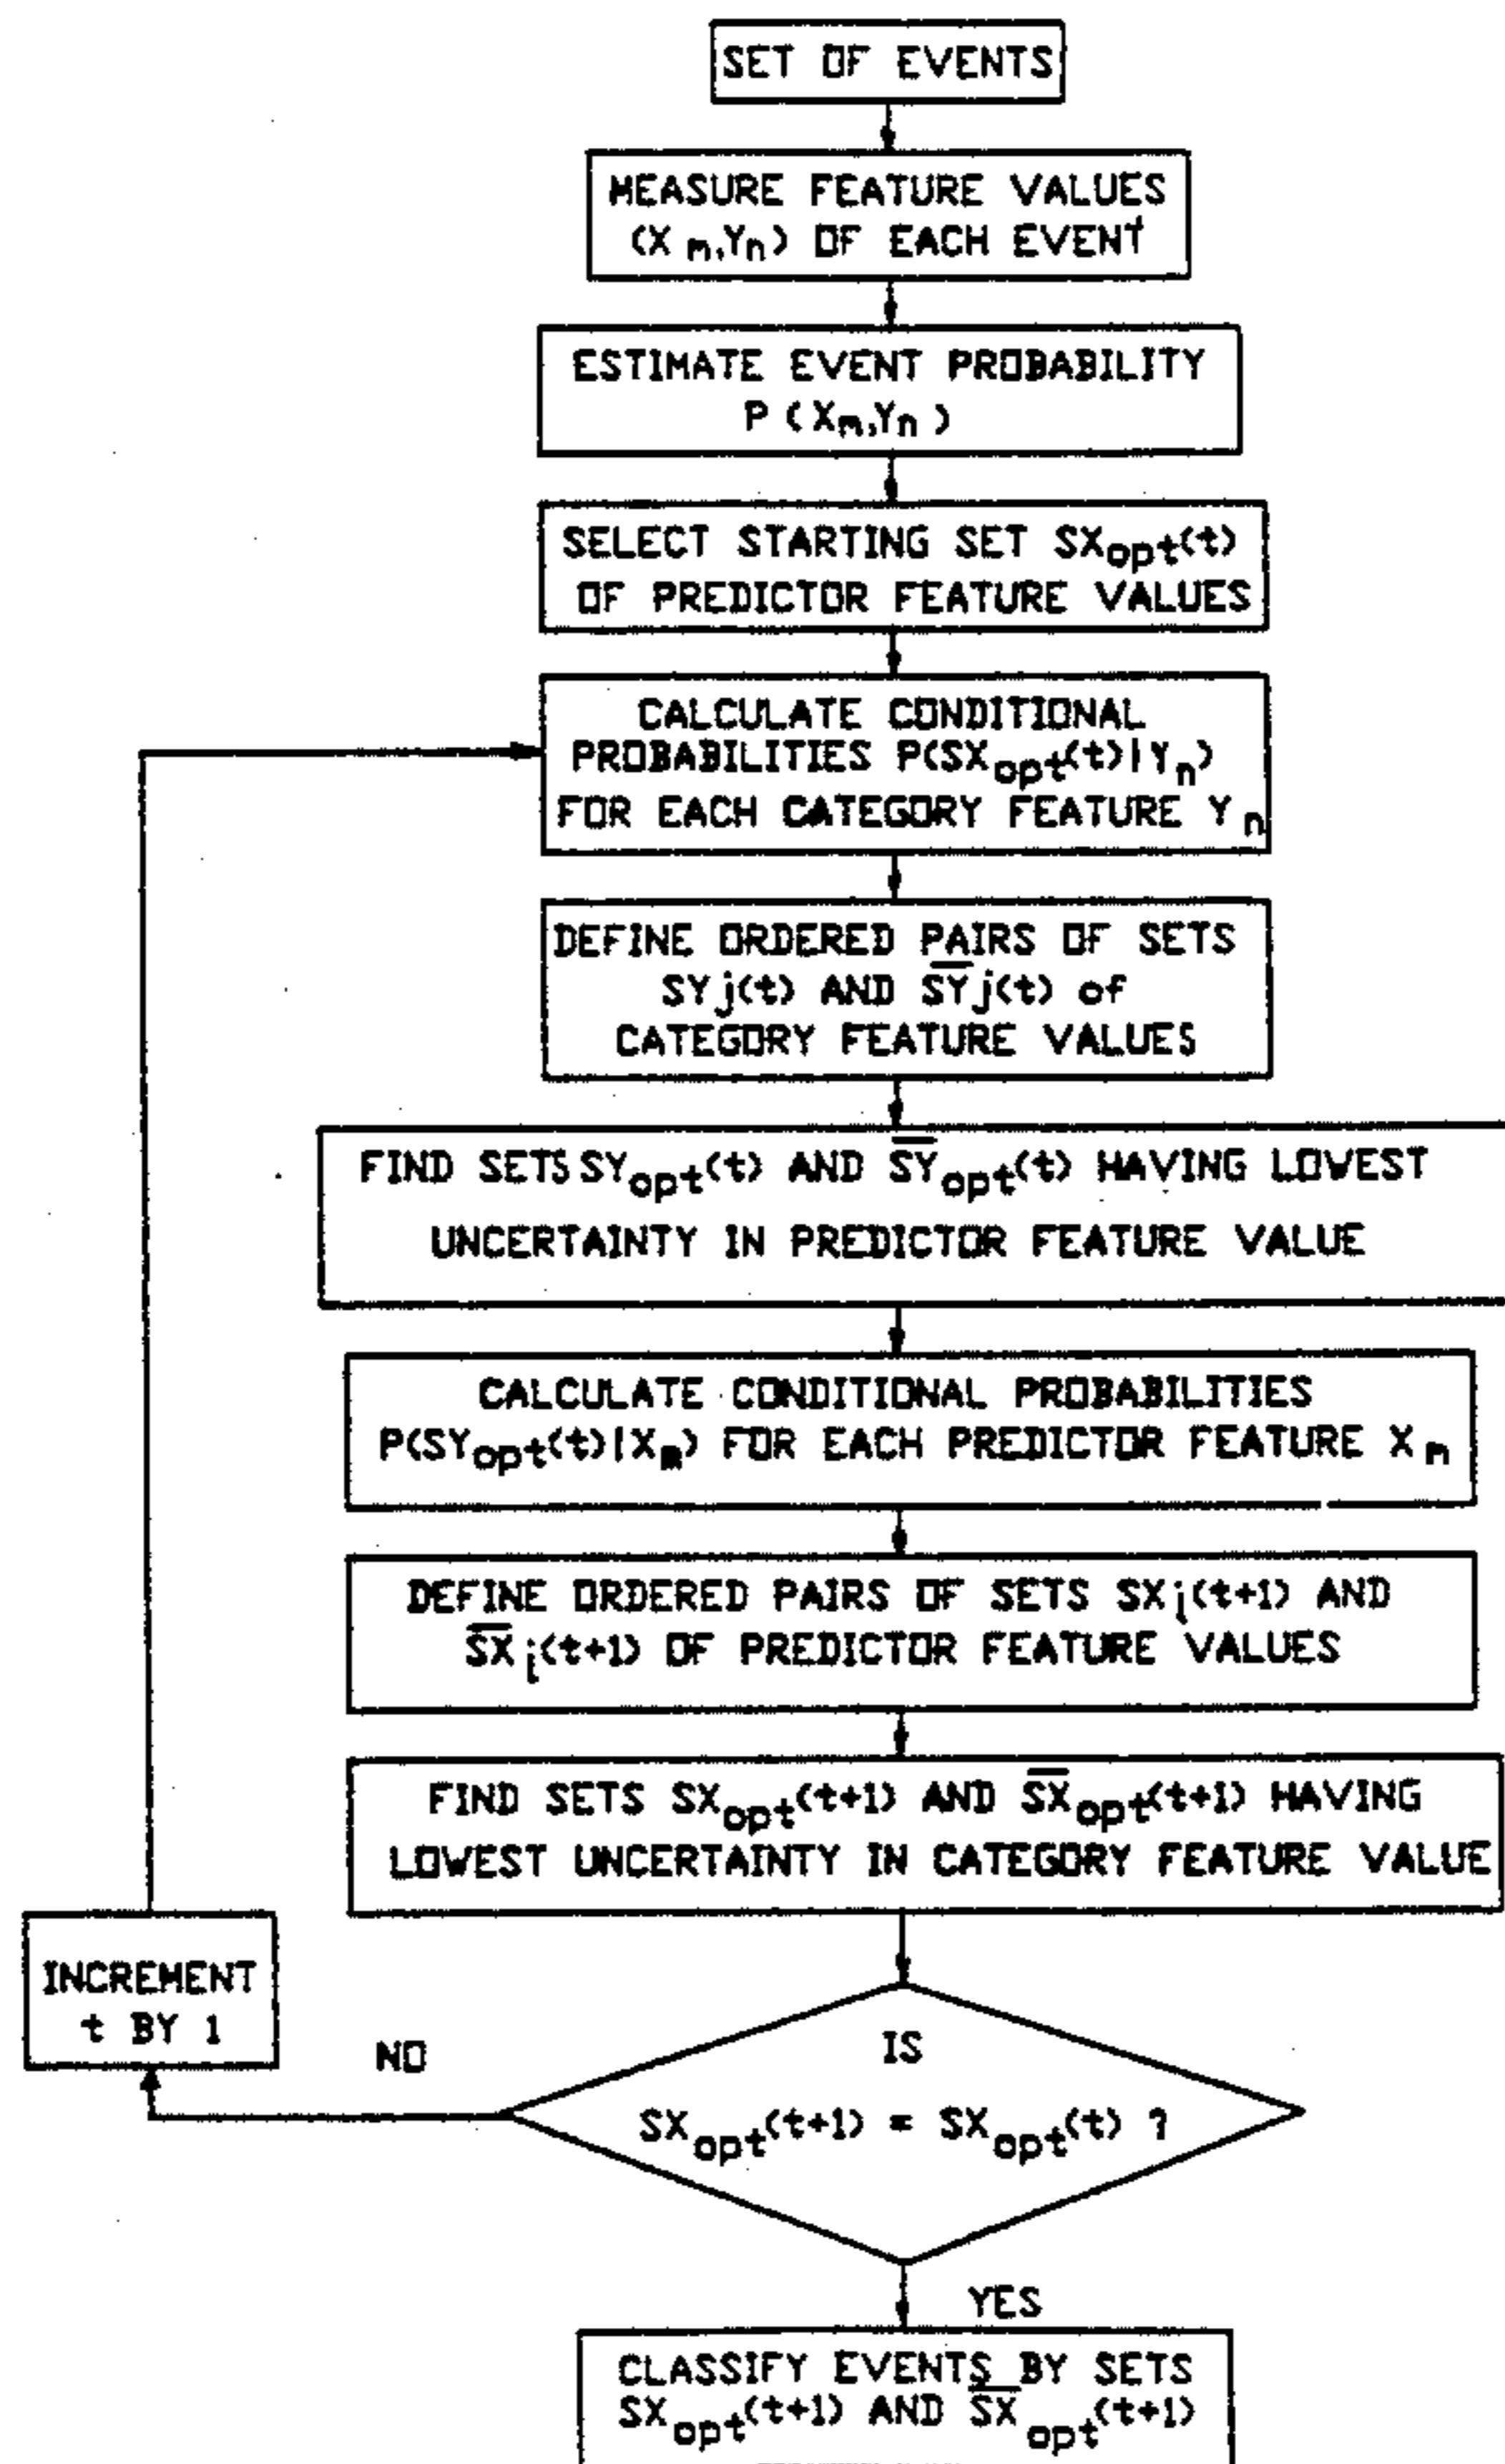 SET OF EVENTS
MEASURE FEATURE VALUES
(X m,Yn) OF EACH EVENT
ESTIMATE EVENT PROBABILITY
P (Xm,Yn)
SELECT STARTING SET SXopt(t)
OF PREDICTOR FEATURE VALUES
CALCULATE CONDITIONAL
PROBABILITIES P(SXopt(t)|Yn)
FOR EACH CATEGORY FEATURE Yn
DEFINE ORDERED PAIRS OF SETS
SYj(t) AND S̅Y̅j(t) of
CATEGORY FEATURE VALUES
FIND SETS SYopt(t) AND S̅Y̅opt(t) HAVING LOWEST
UNCERTAINTY IN PREDICTOR FEATURE VALUE
CALCULATE CONDITIONAL PROBABILITIES
P(SYopt(t)|Xm) FOR EACH PREDICTOR FEATURE Xm
DEFINE ORDERED PAIRS OF SETS SXi(t+1) AND
S̅X̅i(t+1) OF PREDICTOR FEATURE VALUES
FIND SETS SXopt(t+1) AND S̅X̅opt(t+1) HAVING
LOWEST UNCERTAINTY IN CATEGORY FEATURE VALUE
INCREMENT
t BY 1
NO
IS
SXopt(t+1) = SXopt(t) ?
YES
CLASSIFY EVENTS BY SETS
SXopt(t+1) AND S̅X̅opt(t+1)